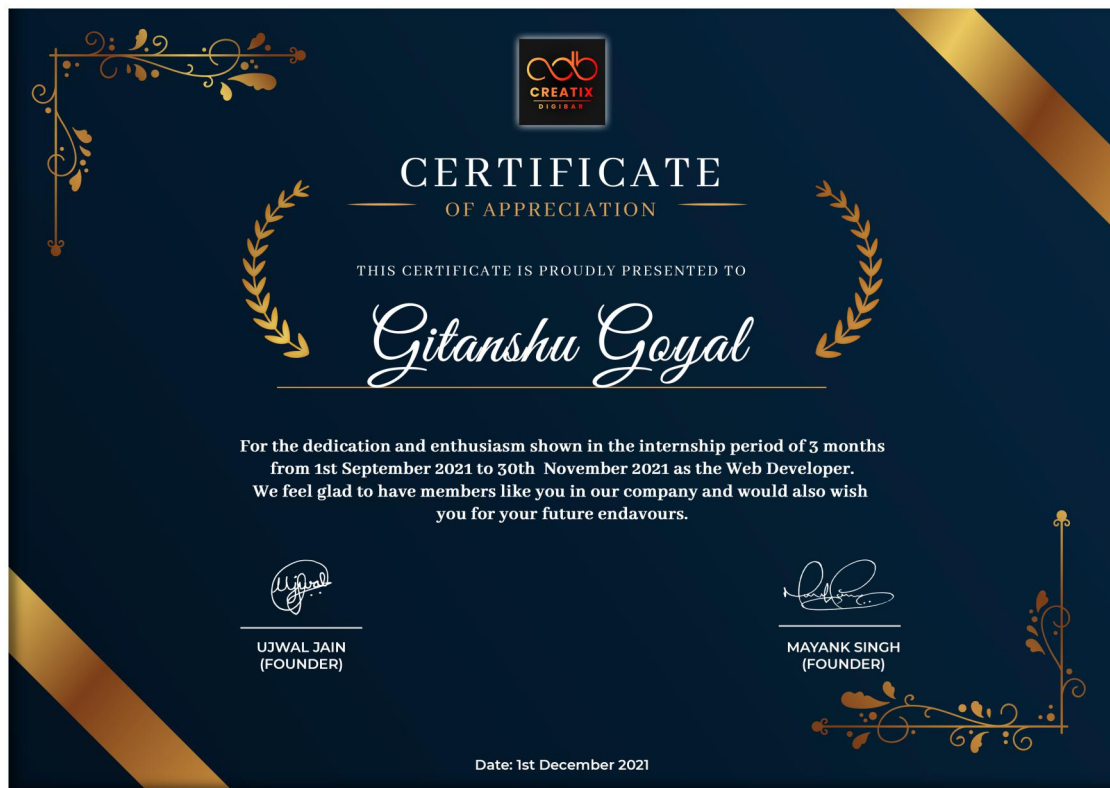 CREATIX
DIGIBAR
CERTIFICATE
OF APPRECIATION
THIS CERTIFICATE IS PROUDLY PRESENTED TO
Gitanshu Goyal
For the dedication and enthusiasm shown in the internship period of 3 months
from 1st September 2021 to 30th November 2021 as the Web Developer.
We feel glad to have members like you in our company and would also wish
you for your future endavours.
Ujwal
UJWAL JAIN
(FOUNDER)
MAYANK SINGH
(FOUNDER)
Date: 1st December 2021